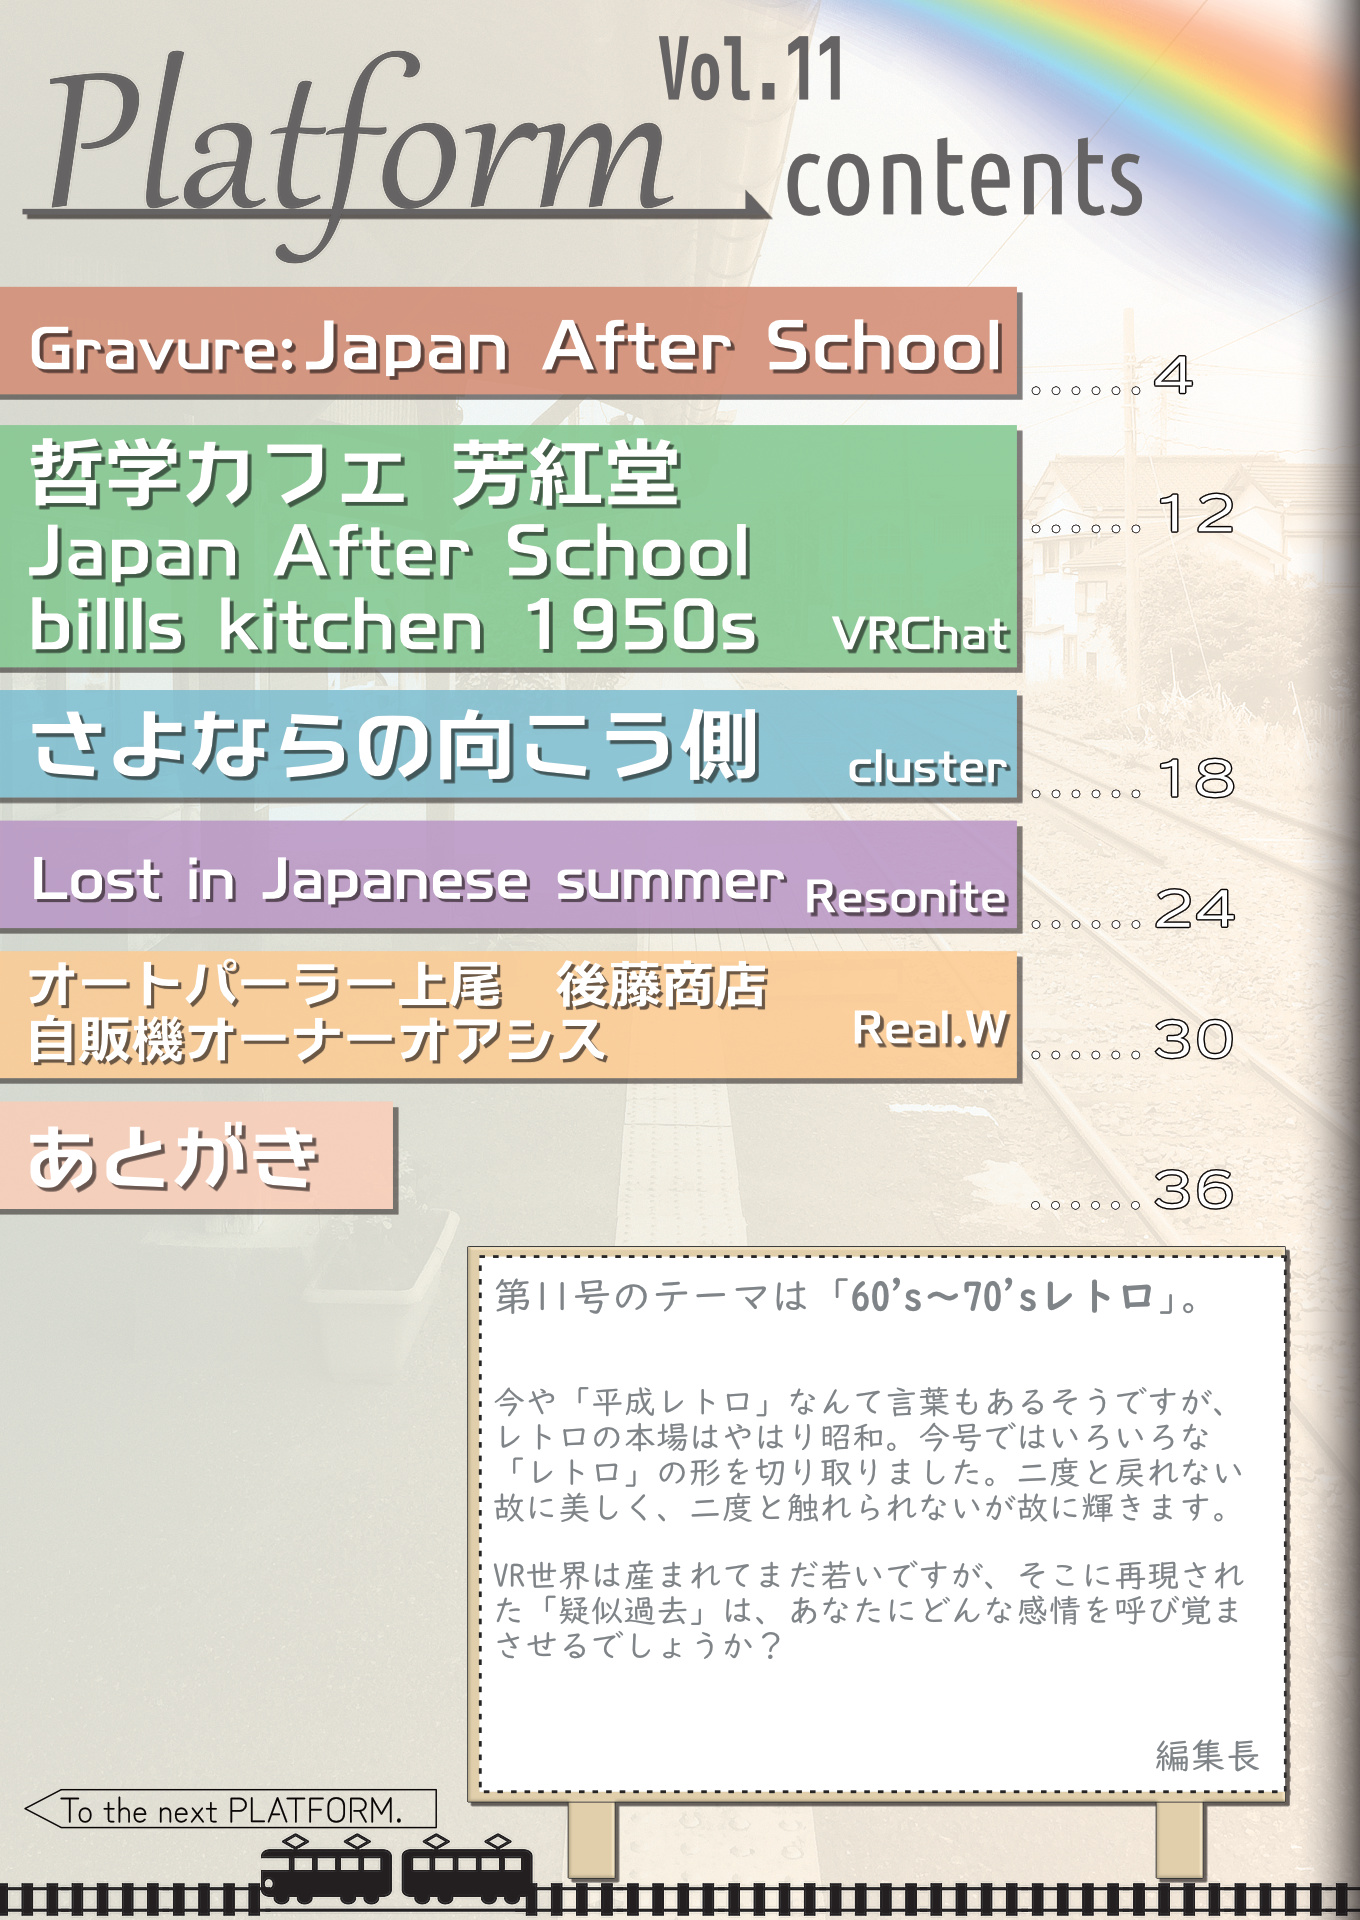 Platform
Vol.11
contents
Gravure:Japan After School
......4
哲学カフェ 芳紅堂
Japan After School
billls kitchen 1950s
VRChat
......12
さよならの向こう側
cluster
......18
Lost in Japanese summer
Resonite
......24
オートパーラー上尾　後藤商店
自販機オーナーオアシス
Real.W
......30
あとがき
......36
第11号のテーマは「60's～70'sレトロ」。
今や「平成レトロ」なんて言葉もあるそうですが、
レトロの本場はやはり昭和。今号ではいろいろな
「レトロ」の形を切り取りました。二度と戻れない
故に美しく、二度と触れられないが故に輝きます。
VR世界は産まれてまだ若いですが、そこに再現され
た「疑似過去」は、あなたにどんな感情を呼び覚ま
させるでしょうか？
編集長
To the next PLATFORM.